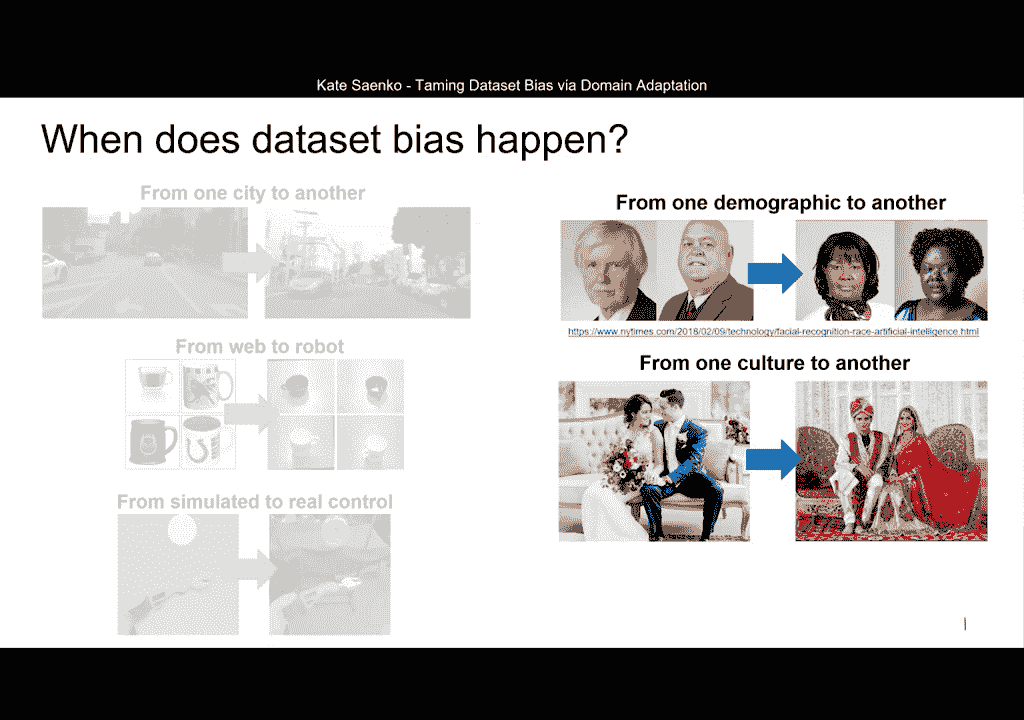 Kate Saenko - Taming Dataset Bias via Domain Adaptation
When does dataset bias happen?
From one city to another
From web to robot
From simulated to real control
From one demographic to another
https://www.nytimes.com/2018/02/09/technology/facial-recognition-race-artificial-intelligence.html
From one culture to another